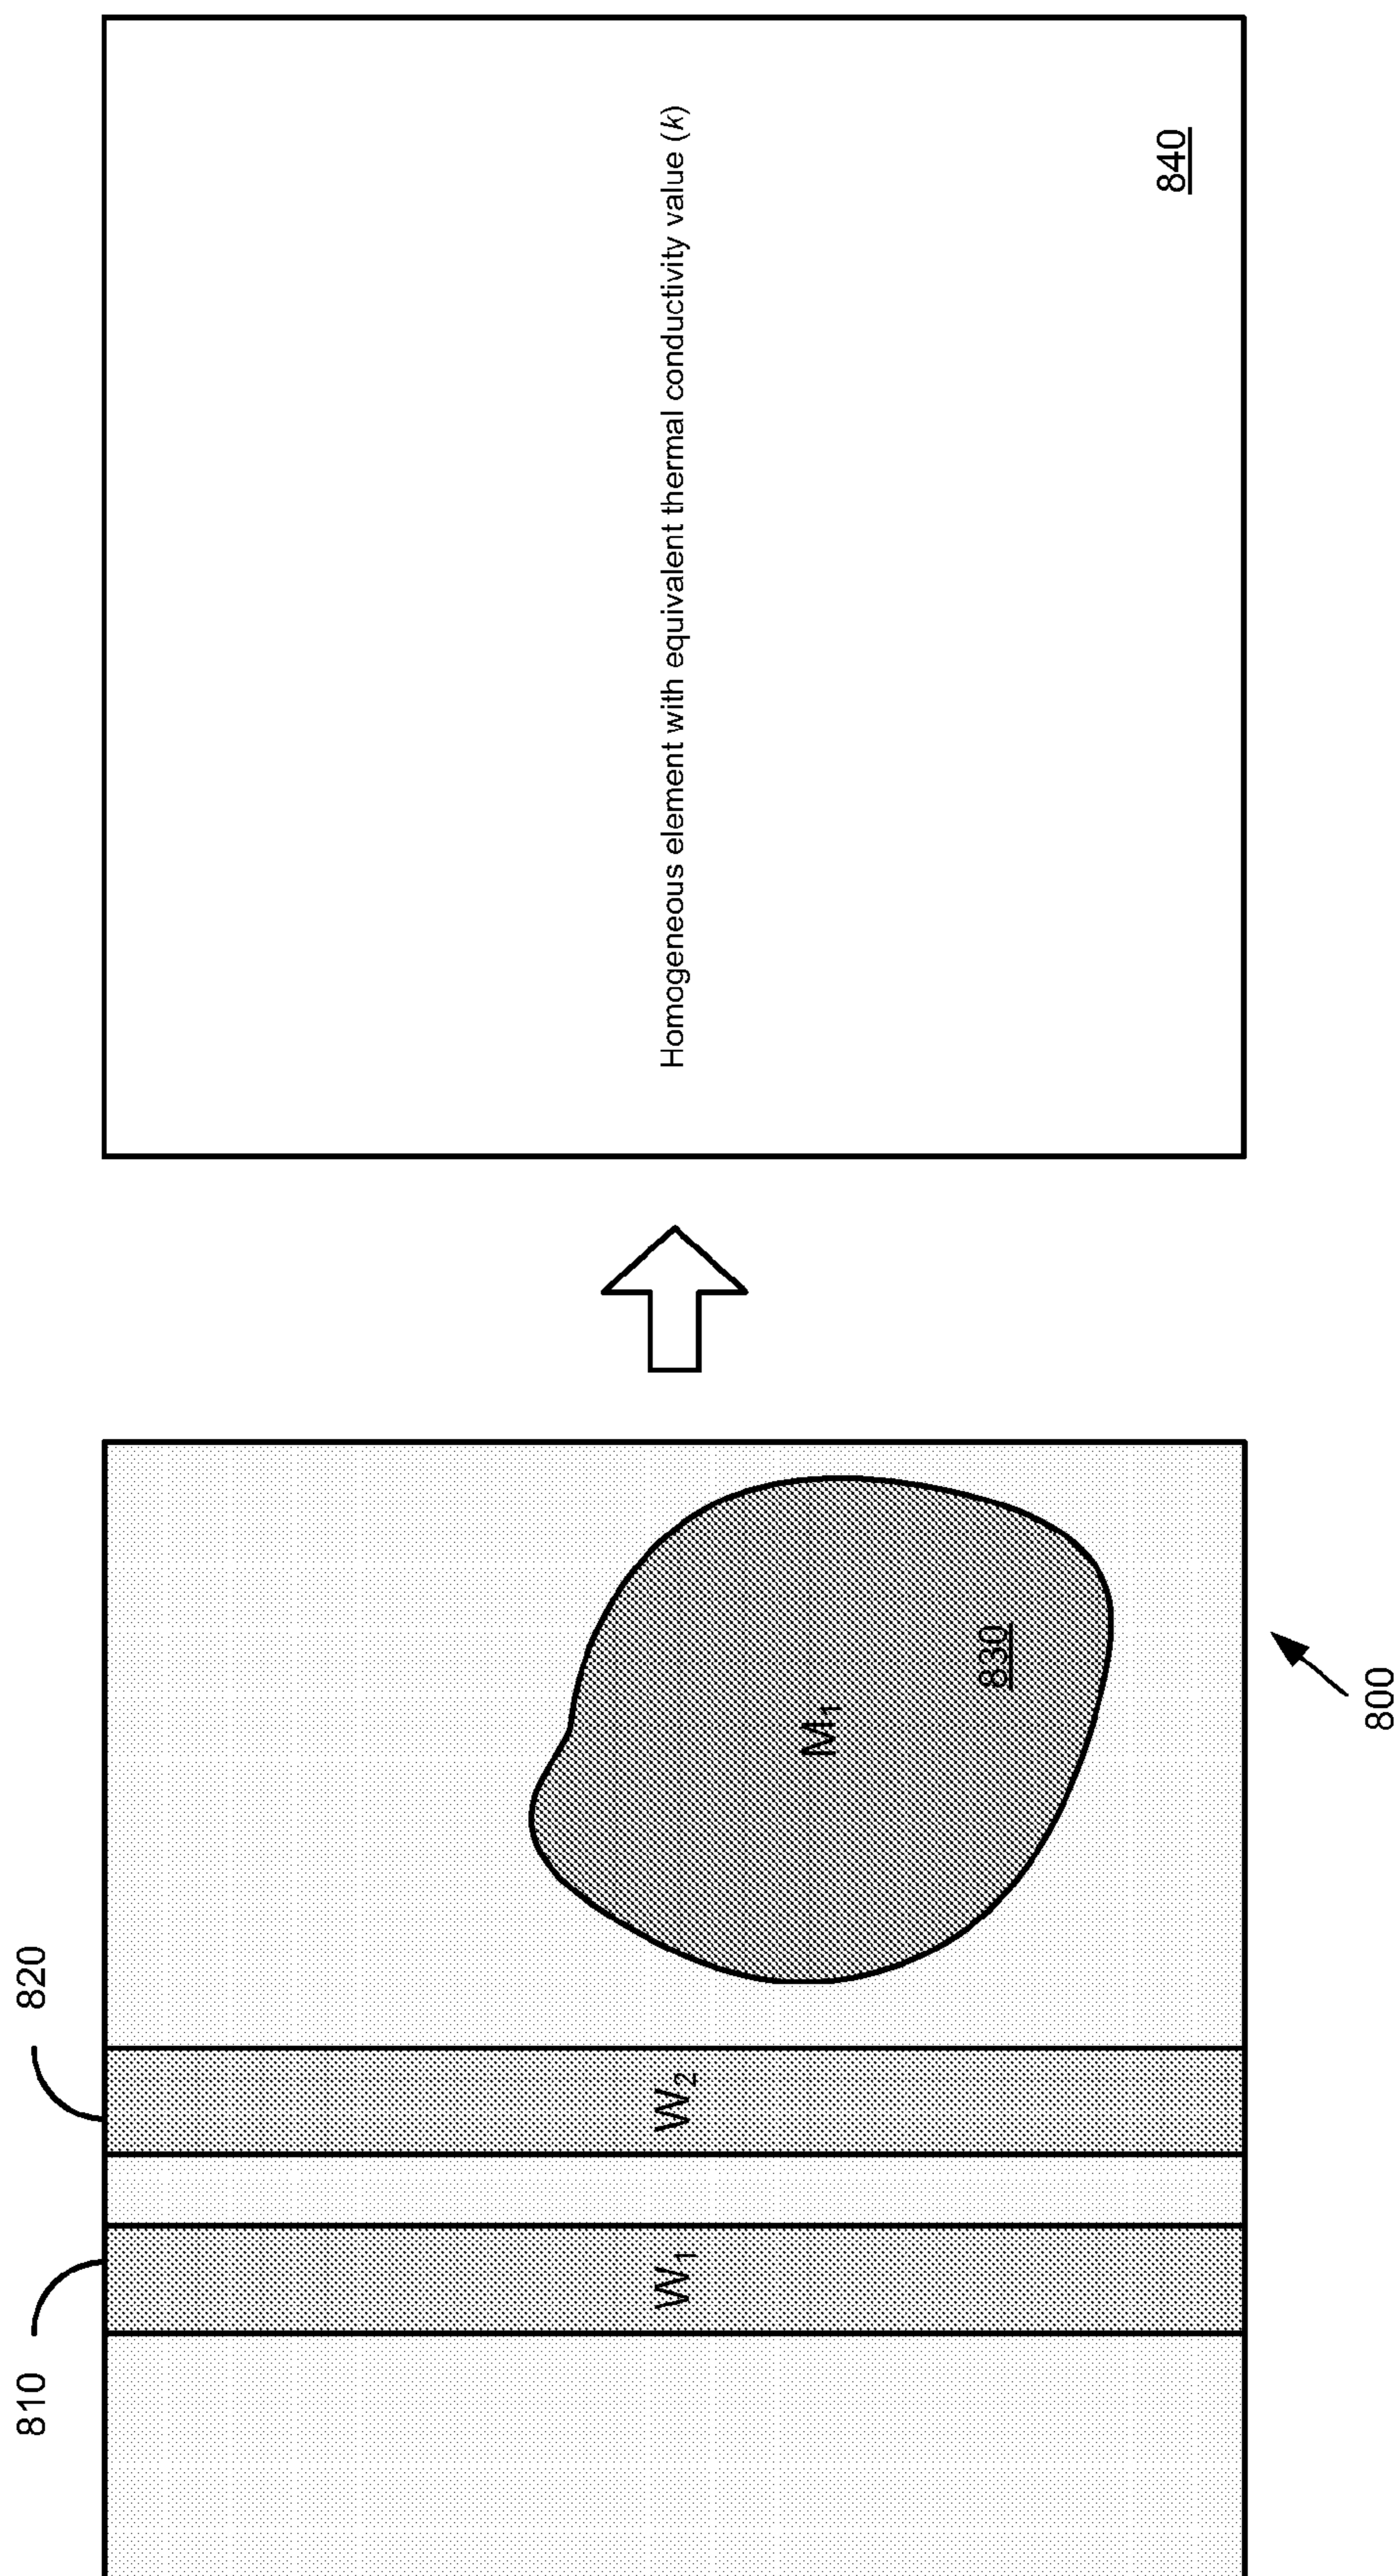 810
820
W1
W2
M1
830
800
Homogeneous element with equivalent thermal conductivity value (k)
840